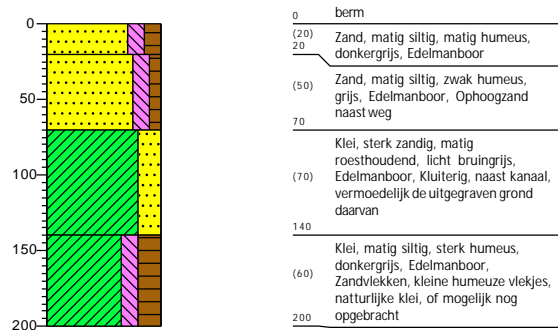 0 berm
(20) Zand, matig siltig, matig humeus,
20 donkergrijs, Edelmanboor
Zand, matig siltig, zwak humeus,
(50) grijs, Edelmanboor, Ophoogzand
naast weg
70
Klei, sterk zandig, matig
roesthoudend, licht bruingrijs,
Edelmanboor, Kluiterig, naast kanaal,
(70) vermoedelijk de uitgegraven grond
daarvan
140
Klei, matig siltig, sterk humeus,
donkergrijs, Edelmanboor,
(60) Zandvlekken, kleine humeuze vlekjes,
natturlijke klei, of mogelijk nog
200 opgebracht
0
50
100
150
200